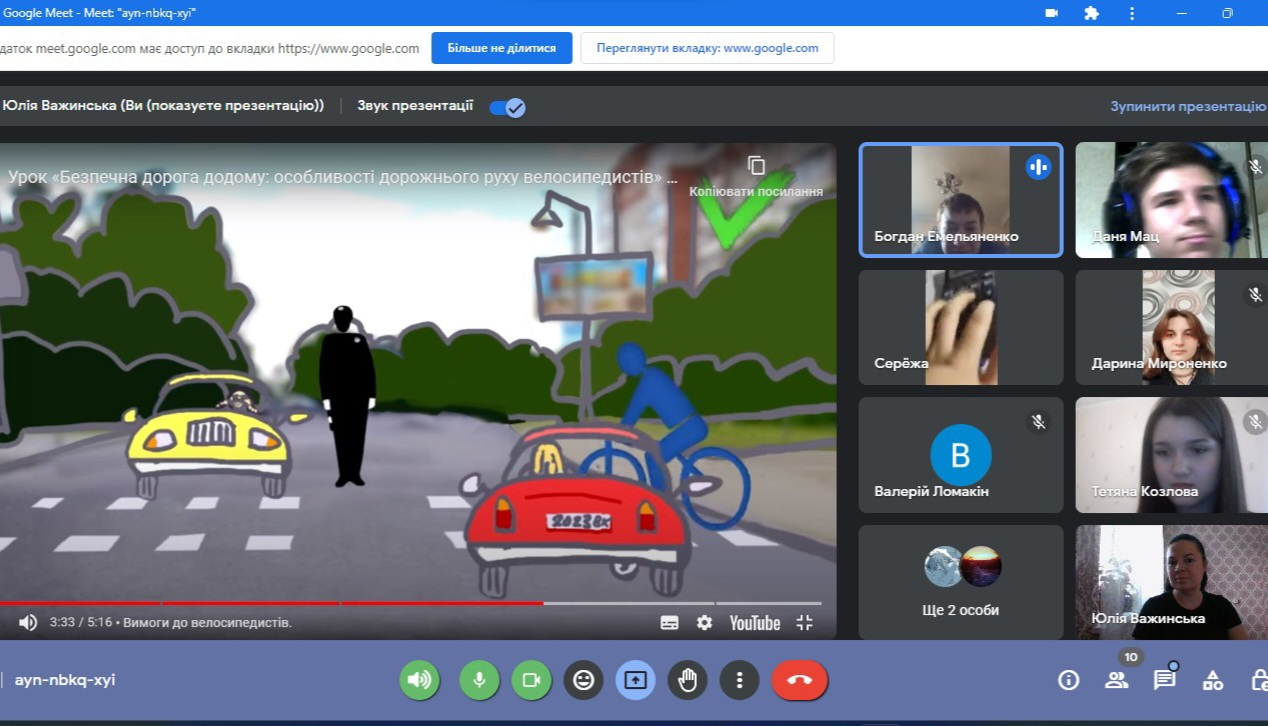 Google Meet - Meet: "ayn-nbkq-xyi"
даток meet.google.com має доступ до вкладки https://www.google.com
Більше не ділитися
Переглянути вкладку: www.google.com
Юлія Важинська (Ви (показуєте презентацію))
Звук презентації
Зупинити презентацію
Урок «Безпечна дорога додому: особливості дорожнього руху велосипедистів» ...
Копіювати посилання
Богдан Емельяненко
Даня Мац
Серёжа
Дарина Мироненко
В
Валерій Ломакін
Тетяна Козлова
20238К
Ще 2 особи
Юлія Важинська
3:33 / 5:16 • Вимоги до велосипедистів.
YouTube
ayn-nbkq-xyi
10